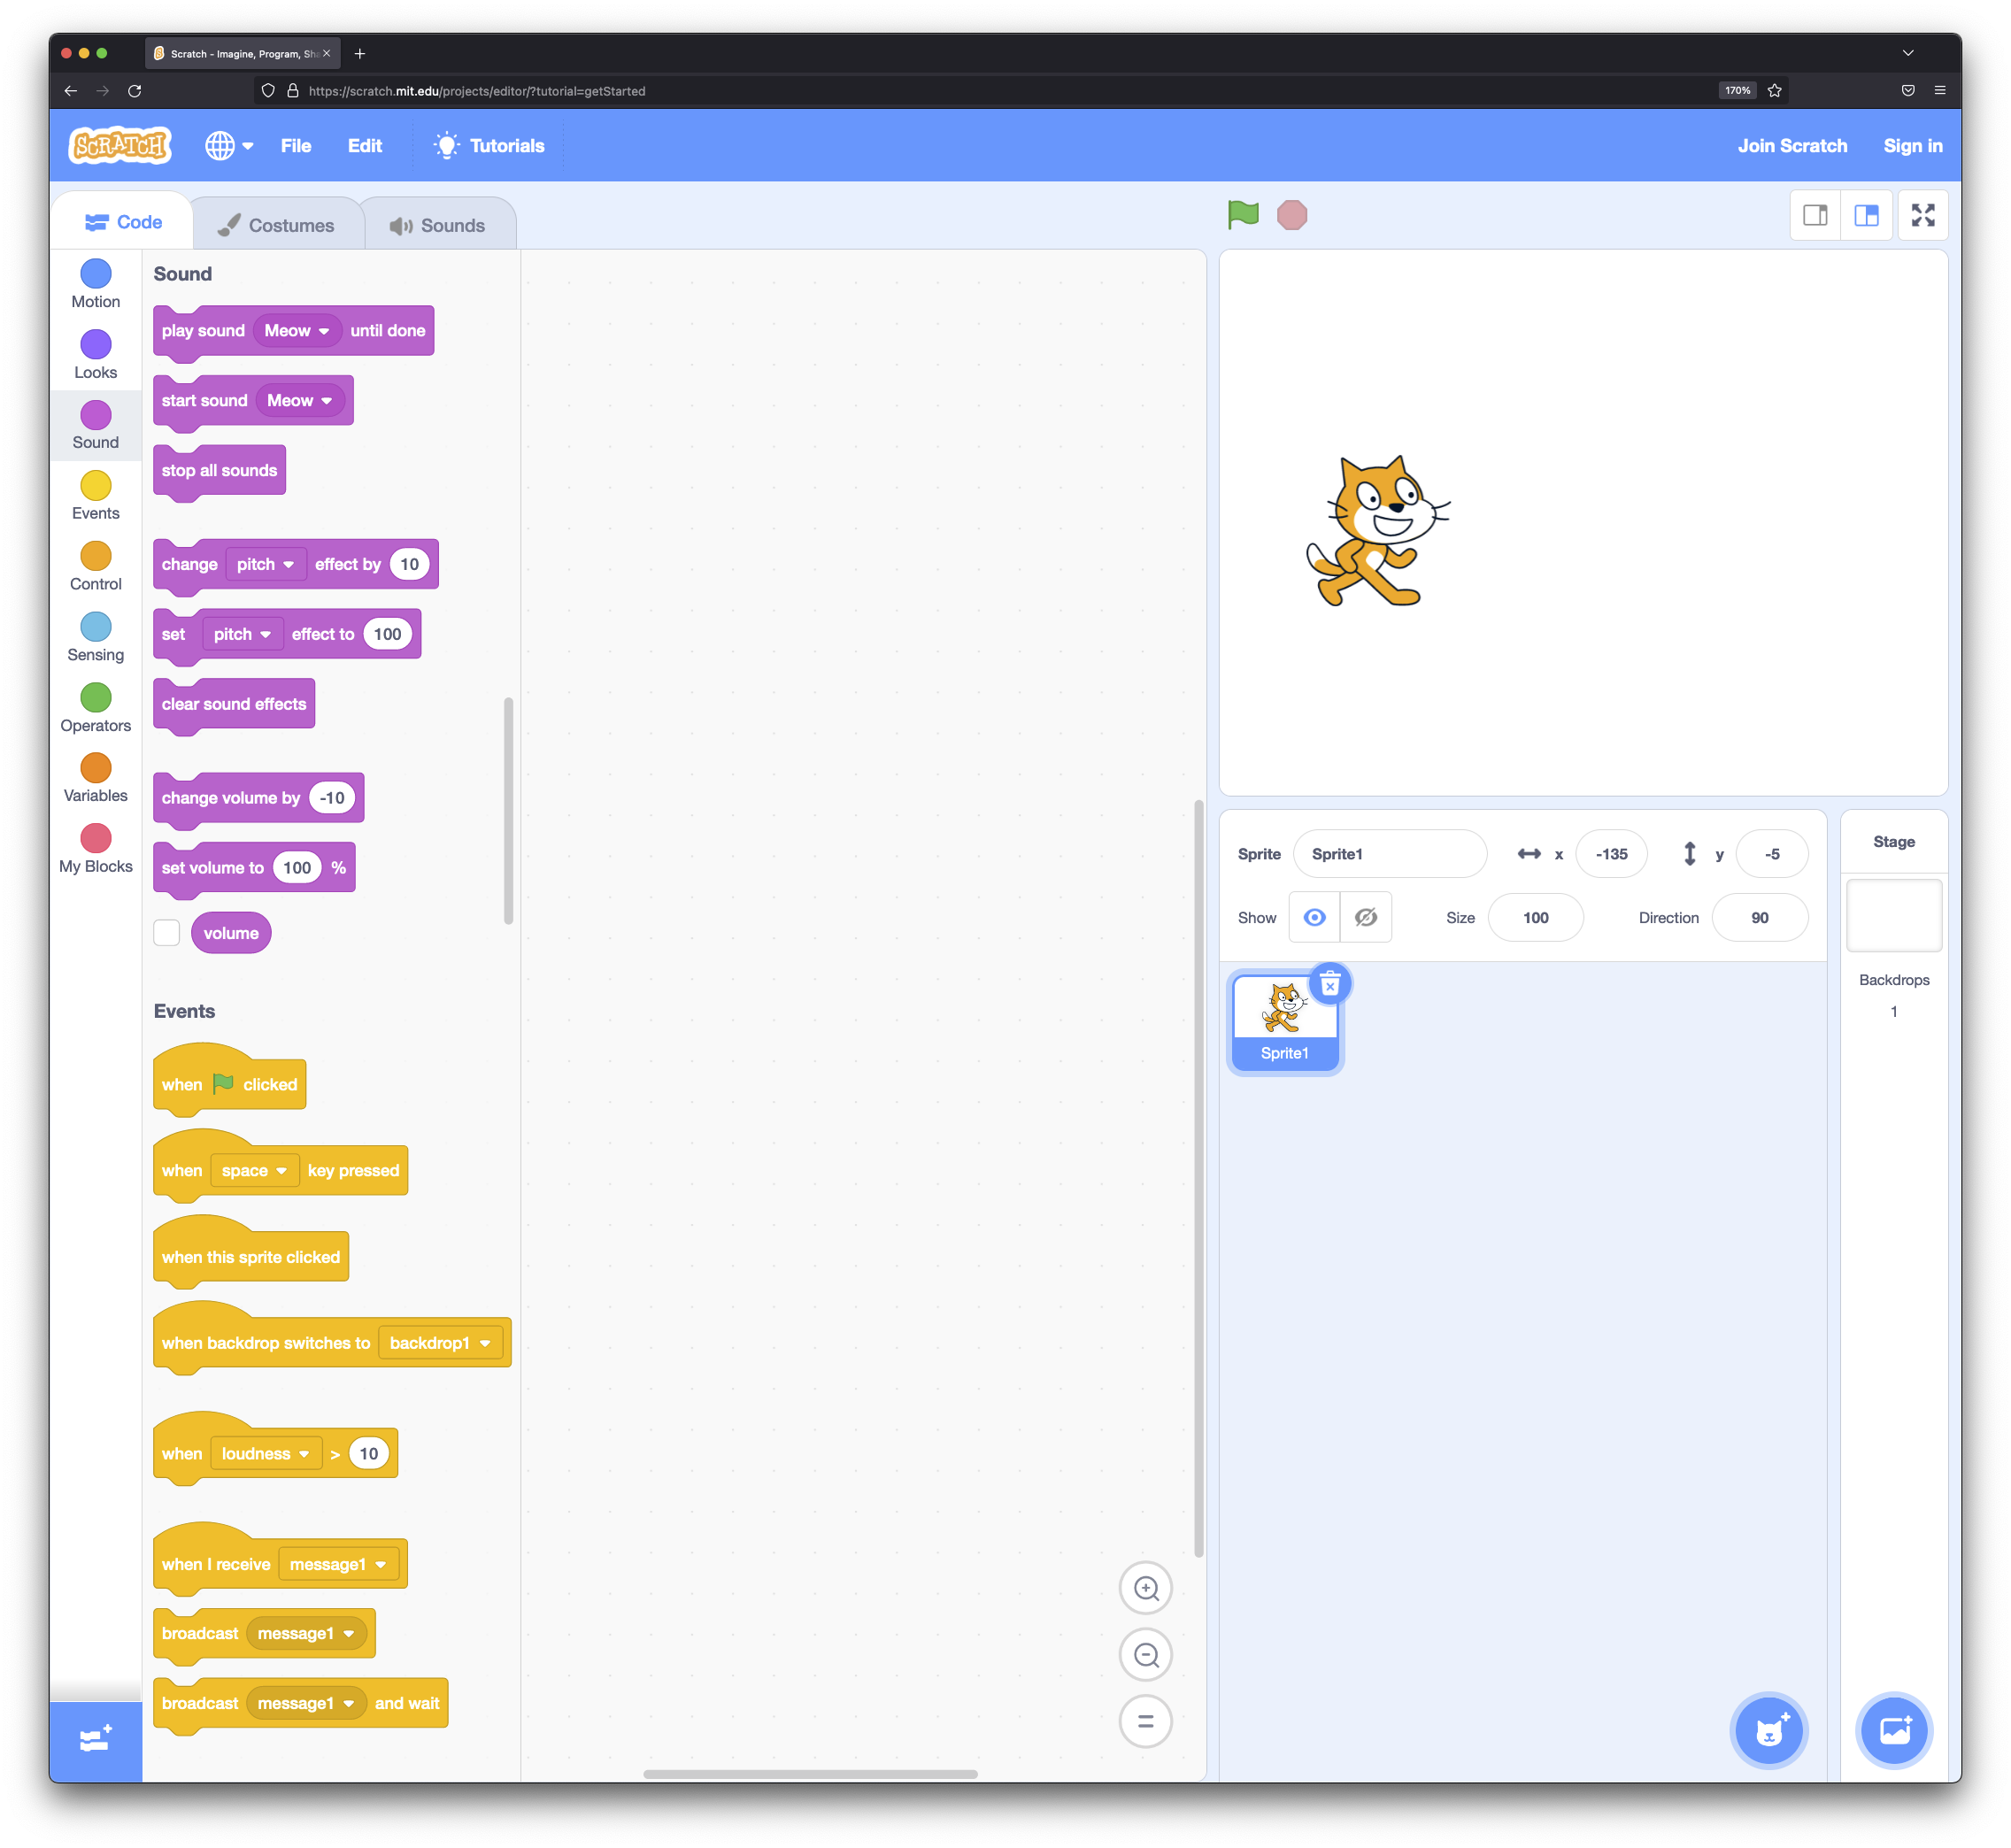 Scratch - Imagine, Program, Sha
https://scratch.mit.edu/projects/editor/?tutorial=getStarted
170%
SCRATCH
File
Edit
Tutorials
Join Scratch
Sign in
Code
Costumes
Sounds
Motion
Looks
Sound
Events
Control
Sensing
Operators
Variables
My Blocks
Sound
play sound Meow until done
start sound Meow
stop all sounds
change pitch effect by 10
set pitch effect to 100
clear sound effects
change volume by -10
set volume to 100 %
volume
Events
when clicked
when space key pressed
when this sprite clicked
when backdrop switches to backdrop1
when loudness > 10
when I receive message1
broadcast message1
broadcast message1 and wait
Sprite Sprite1 x -135 y -5
Show Size 100 Direction 90
Sprite1
Stage
Backdrops
1